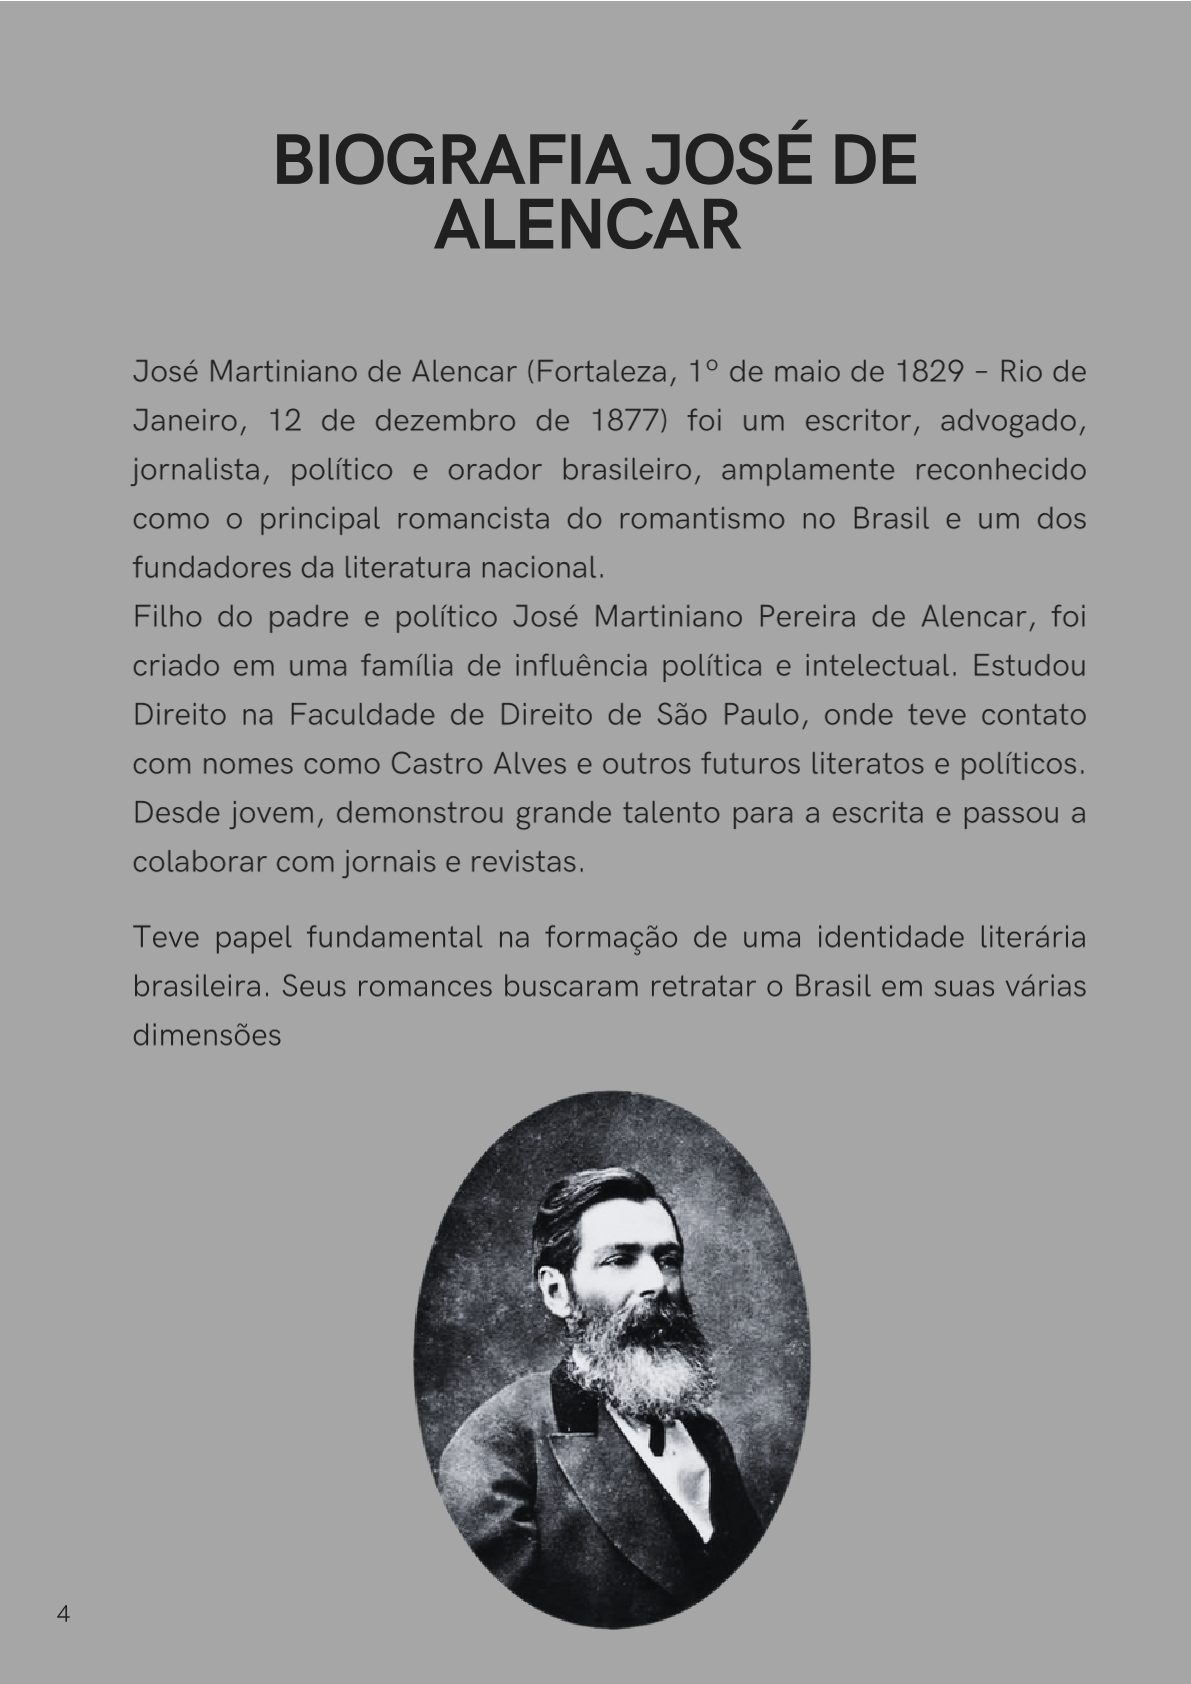 BIOGRAFIA JOSÉ DE
ALENCAR
José Martiniano de Alencar (Fortaleza, 1º de maio de 1829 – Rio de
Janeiro, 12 de dezembro de 1877) foi um escritor, advogado,
jornalista, político e orador brasileiro, amplamente reconhecido
como o principal romancista do romantismo no Brasil e um dos
fundadores da literatura nacional.
Filho do padre e político José Martiniano Pereira de Alencar, foi
criado em uma família de influência política e intelectual. Estudou
Direito na Faculdade de Direito de São Paulo, onde teve contato
com nomes como Castro Alves e outros futuros literatos e políticos.
Desde jovem, demonstrou grande talento para a escrita e passou a
colaborar com jornais e revistas.
Teve papel fundamental na formação de uma identidade literária
brasileira. Seus romances buscaram retratar o Brasil em suas várias
dimensões
4